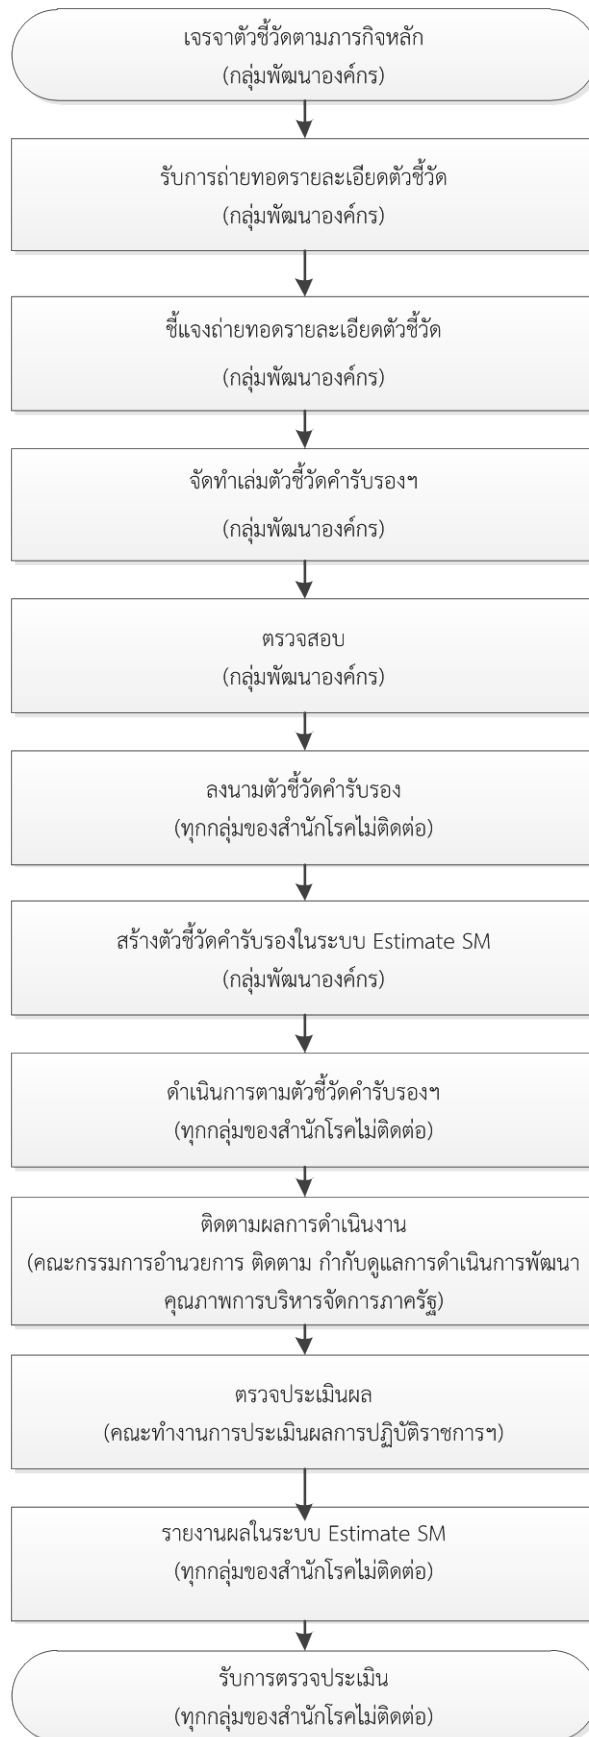 เจรจาตัวชี้วัดตามภารกิจหลัก
(กลุ่มพัฒนาองค์กร)
รับการถ่ายทอดรายละเอียดตัวชี้วัด
(กลุ่มพัฒนาองค์กร)
ชี้แจงถ่ายทอดรายละเอียดตัวชี้วัด
(กลุ่มพัฒนาองค์กร)
จัดทำเล่มตัวชี้วัดคำรับรองฯ
(กลุ่มพัฒนาองค์กร)
ตรวจสอบ
(กลุ่มพัฒนาองค์กร)
ลงนามตัวชี้วัดคำรับรอง
(ทุกกลุ่มของสำนักโรคไม่ติดต่อ)
สร้างตัวชี้วัดคำรับรองในระบบ Estimate SM
(กลุ่มพัฒนาองค์กร)
ดำเนินการตามตัวชี้วัดคำรับรองฯ
(ทุกกลุ่มของสำนักโรคไม่ติดต่อ)
ติดตามผลการดำเนินงาน
(คณะกรรมการอำนวยการ ติดตาม กำกับดูแลการดำเนินการพัฒนา
คุณภาพการบริหารจัดการภาครัฐ)
ตรวจประเมินผล
(คณะทำงานการประเมินผลการปฏิบัติราชการฯ)
รายงานผลในระบบ Estimate SM
(ทุกกลุ่มของสำนักโรคไม่ติดต่อ)
รับการตรวจประเมิน
(ทุกกลุ่มของสำนักโรคไม่ติดต่อ)